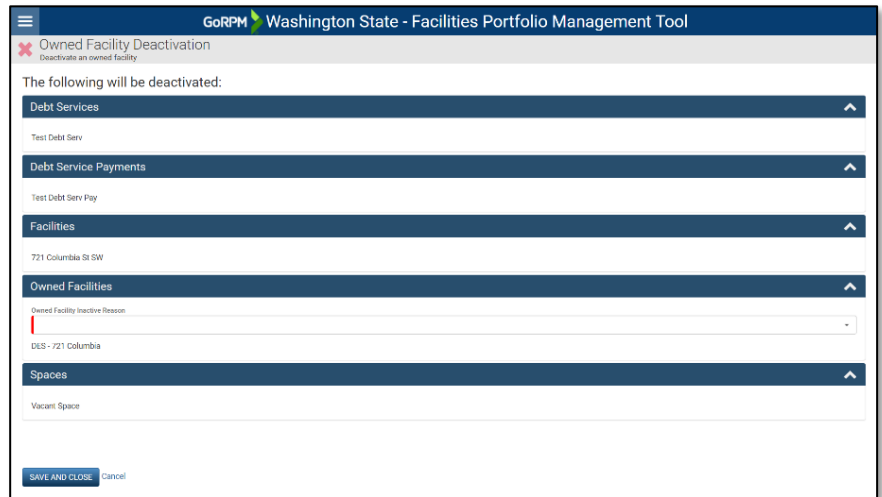 GoRPM Washington State - Facilities Portfolio Management Tool
Owned Facility Deactivation
Deactivate an owned facility
The following will be deactivated:
Debt Services
Test Debt Serv
Debt Service Payments
Test Debt Serv Pay
Facilities
721 Columbia St SW
Owned Facilities
Owned Facility Inactive Reason
DES - 721 Columbia
Spaces
Vacant Space
SAVE AND CLOSE Cancel